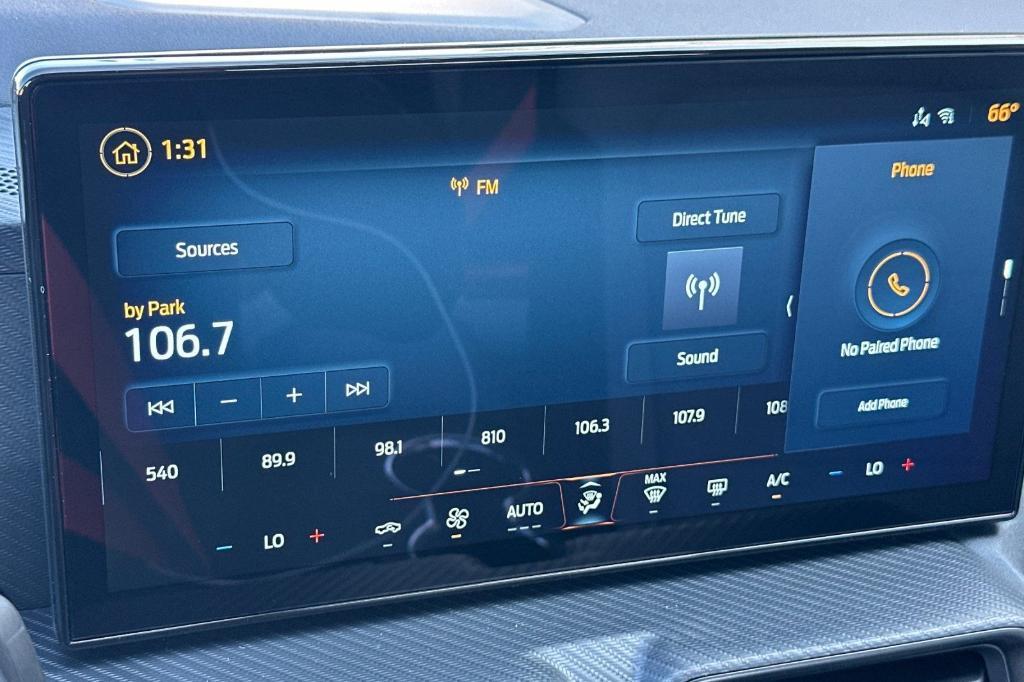 1:31
66°
FM
Phone
Sources
Direct Tune
by Park
106.7
No Paired Phone
Sound
Add Phone
540
89.9
98.1
810
106.3
107.9
108
LO
AUTO
MAX
A/C
LO